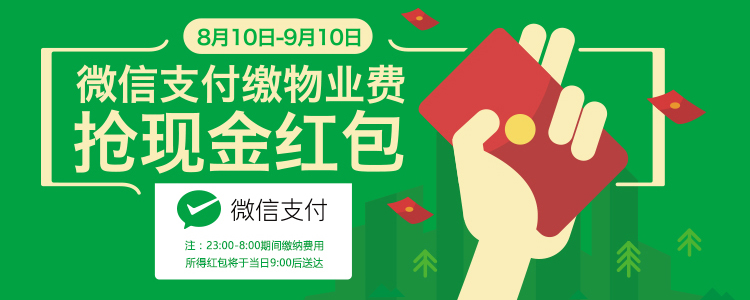 8月10日-9月10日
微信支付缴物业费
抢现金红包
微信支付
注：23:00-8:00期间缴纳费用
所得红包将于当日9:00后送达